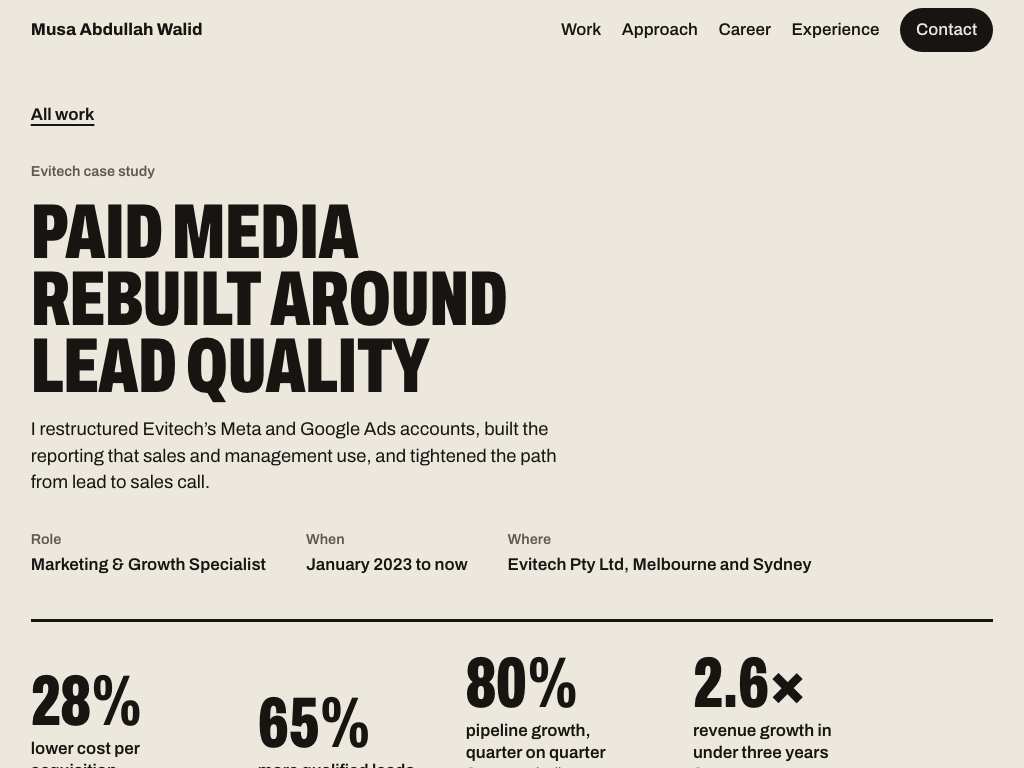 Musa Abdullah Walid
Work
Approach
Career
Experience
Contact
All work
Evitech case study
PAID MEDIA
REBUILT AROUND
LEAD QUALITY
I restructured Evitech’s Meta and Google Ads accounts, built the
reporting that sales and management use, and tightened the path
from lead to sales call.
Role
Marketing & Growth Specialist
When
January 2023 to now
Where
Evitech Pty Ltd, Melbourne and Sydney
28%
lower cost per
acquisition
65%
more qualified leads
80%
pipeline growth,
quarter on quarter
2.6×
revenue growth in
under three years